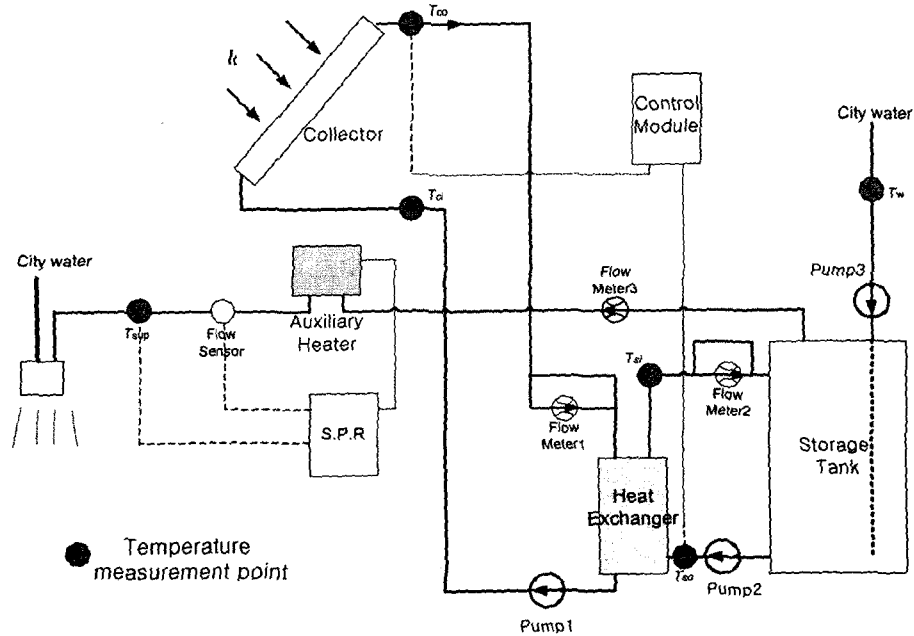 Tco
It
Collector
Control
Module
City water
Tci
Tw
City water
Flow
Meter3
Pump3
Tsup
Flow
Sensor
Auxiliary
Heater
Tsi
Flow
Meter2
S.P.R
Flow
Meter1
Storage
Tank
Heat
Exchanger
Temperature
measurement point
Tso
Pump2
Pump1